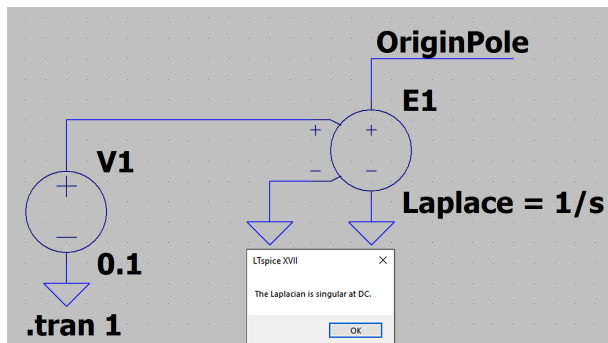 OriginPole
E1
V1
Laplace = 1/s
0.1
.tran 1
LTspice XVII
The Laplacian is singular at DC.
OK